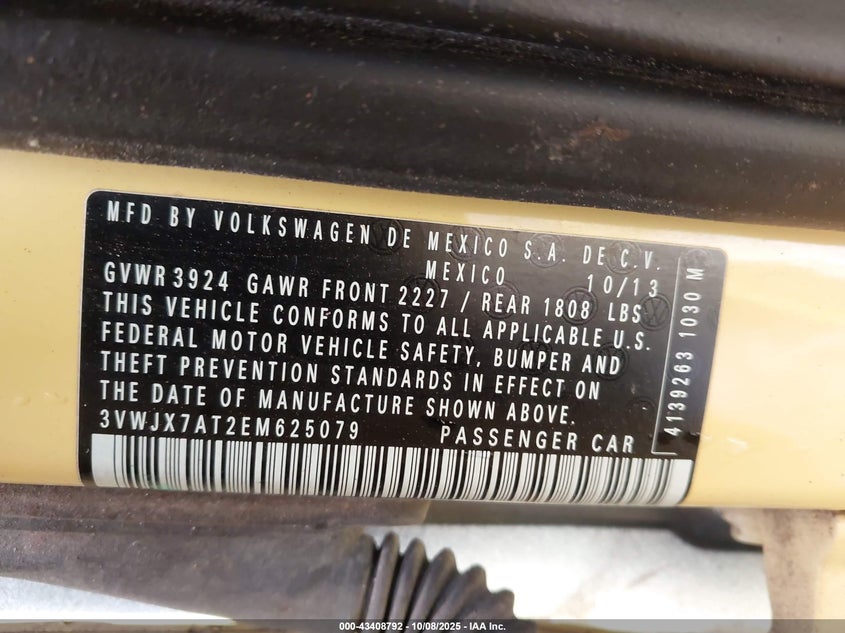 MFD BY VOLKSWAGEN DE MEXICO S.A. DE C.V.
MEXICO 10/13
GVWR 3924 GAWR FRONT 2227 / REAR 1808 LBS
THIS VEHICLE CONFORMS TO ALL APPLICABLE U.S.
FEDERAL MOTOR VEHICLE SAFETY, BUMPER AND
THEFT PREVENTION STANDARDS IN EFFECT ON
THE DATE OF MANUFACTURE SHOWN ABOVE.
3VWJX7AT2EM625079 PASSENGER CAR
4139263 1030 M
000-43408792 - 10/08/2025 - IAA Inc.